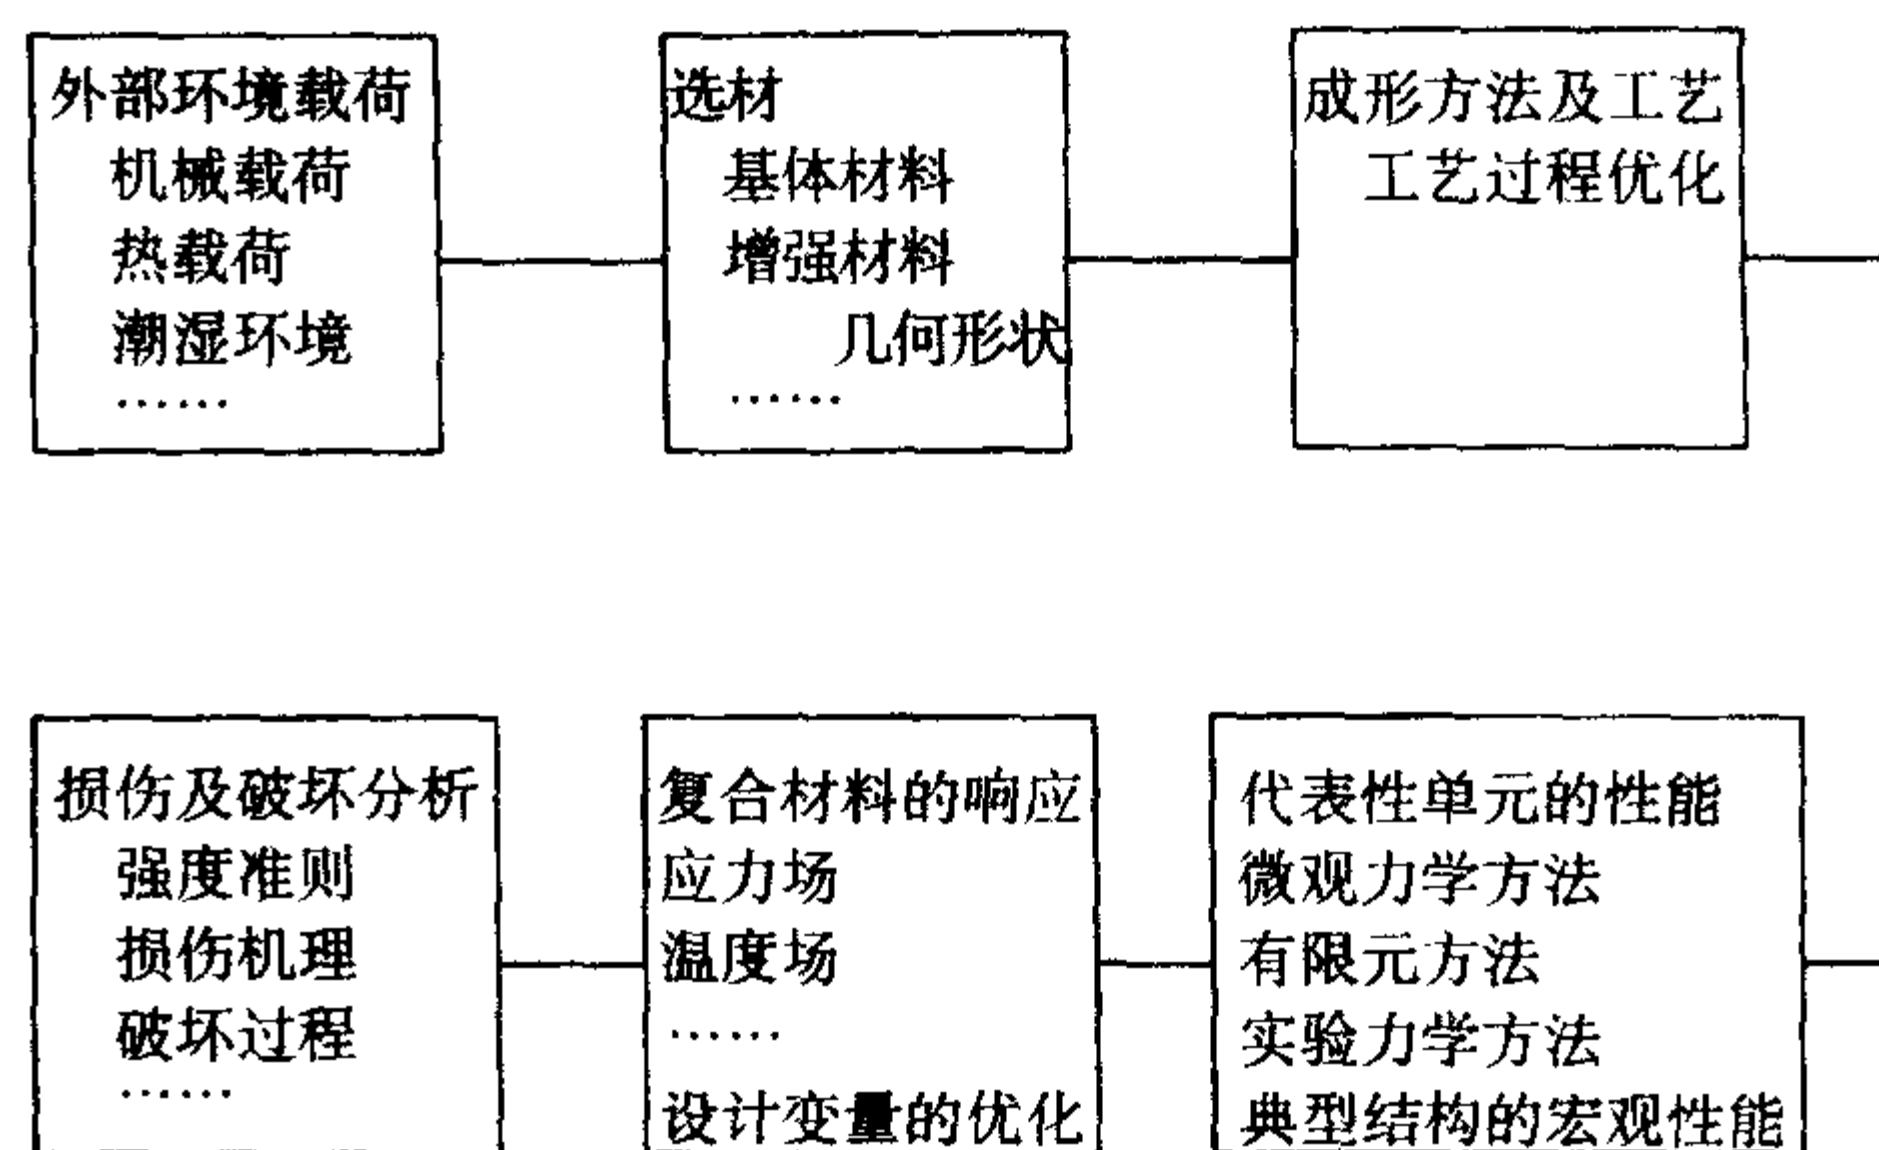 外部环境载荷
机械载荷
热载荷
潮湿环境
……
选材
基体材料
增强材料
几何形状
……
成形方法及工艺
工艺过程优化
损伤及破坏分析
强度准则
损伤机理
破坏过程
……
复合材料的响应
应力场
温度场
……
设计变量的优化
代表性单元的性能
微观力学方法
有限元方法
实验力学方法
典型结构的宏观性能